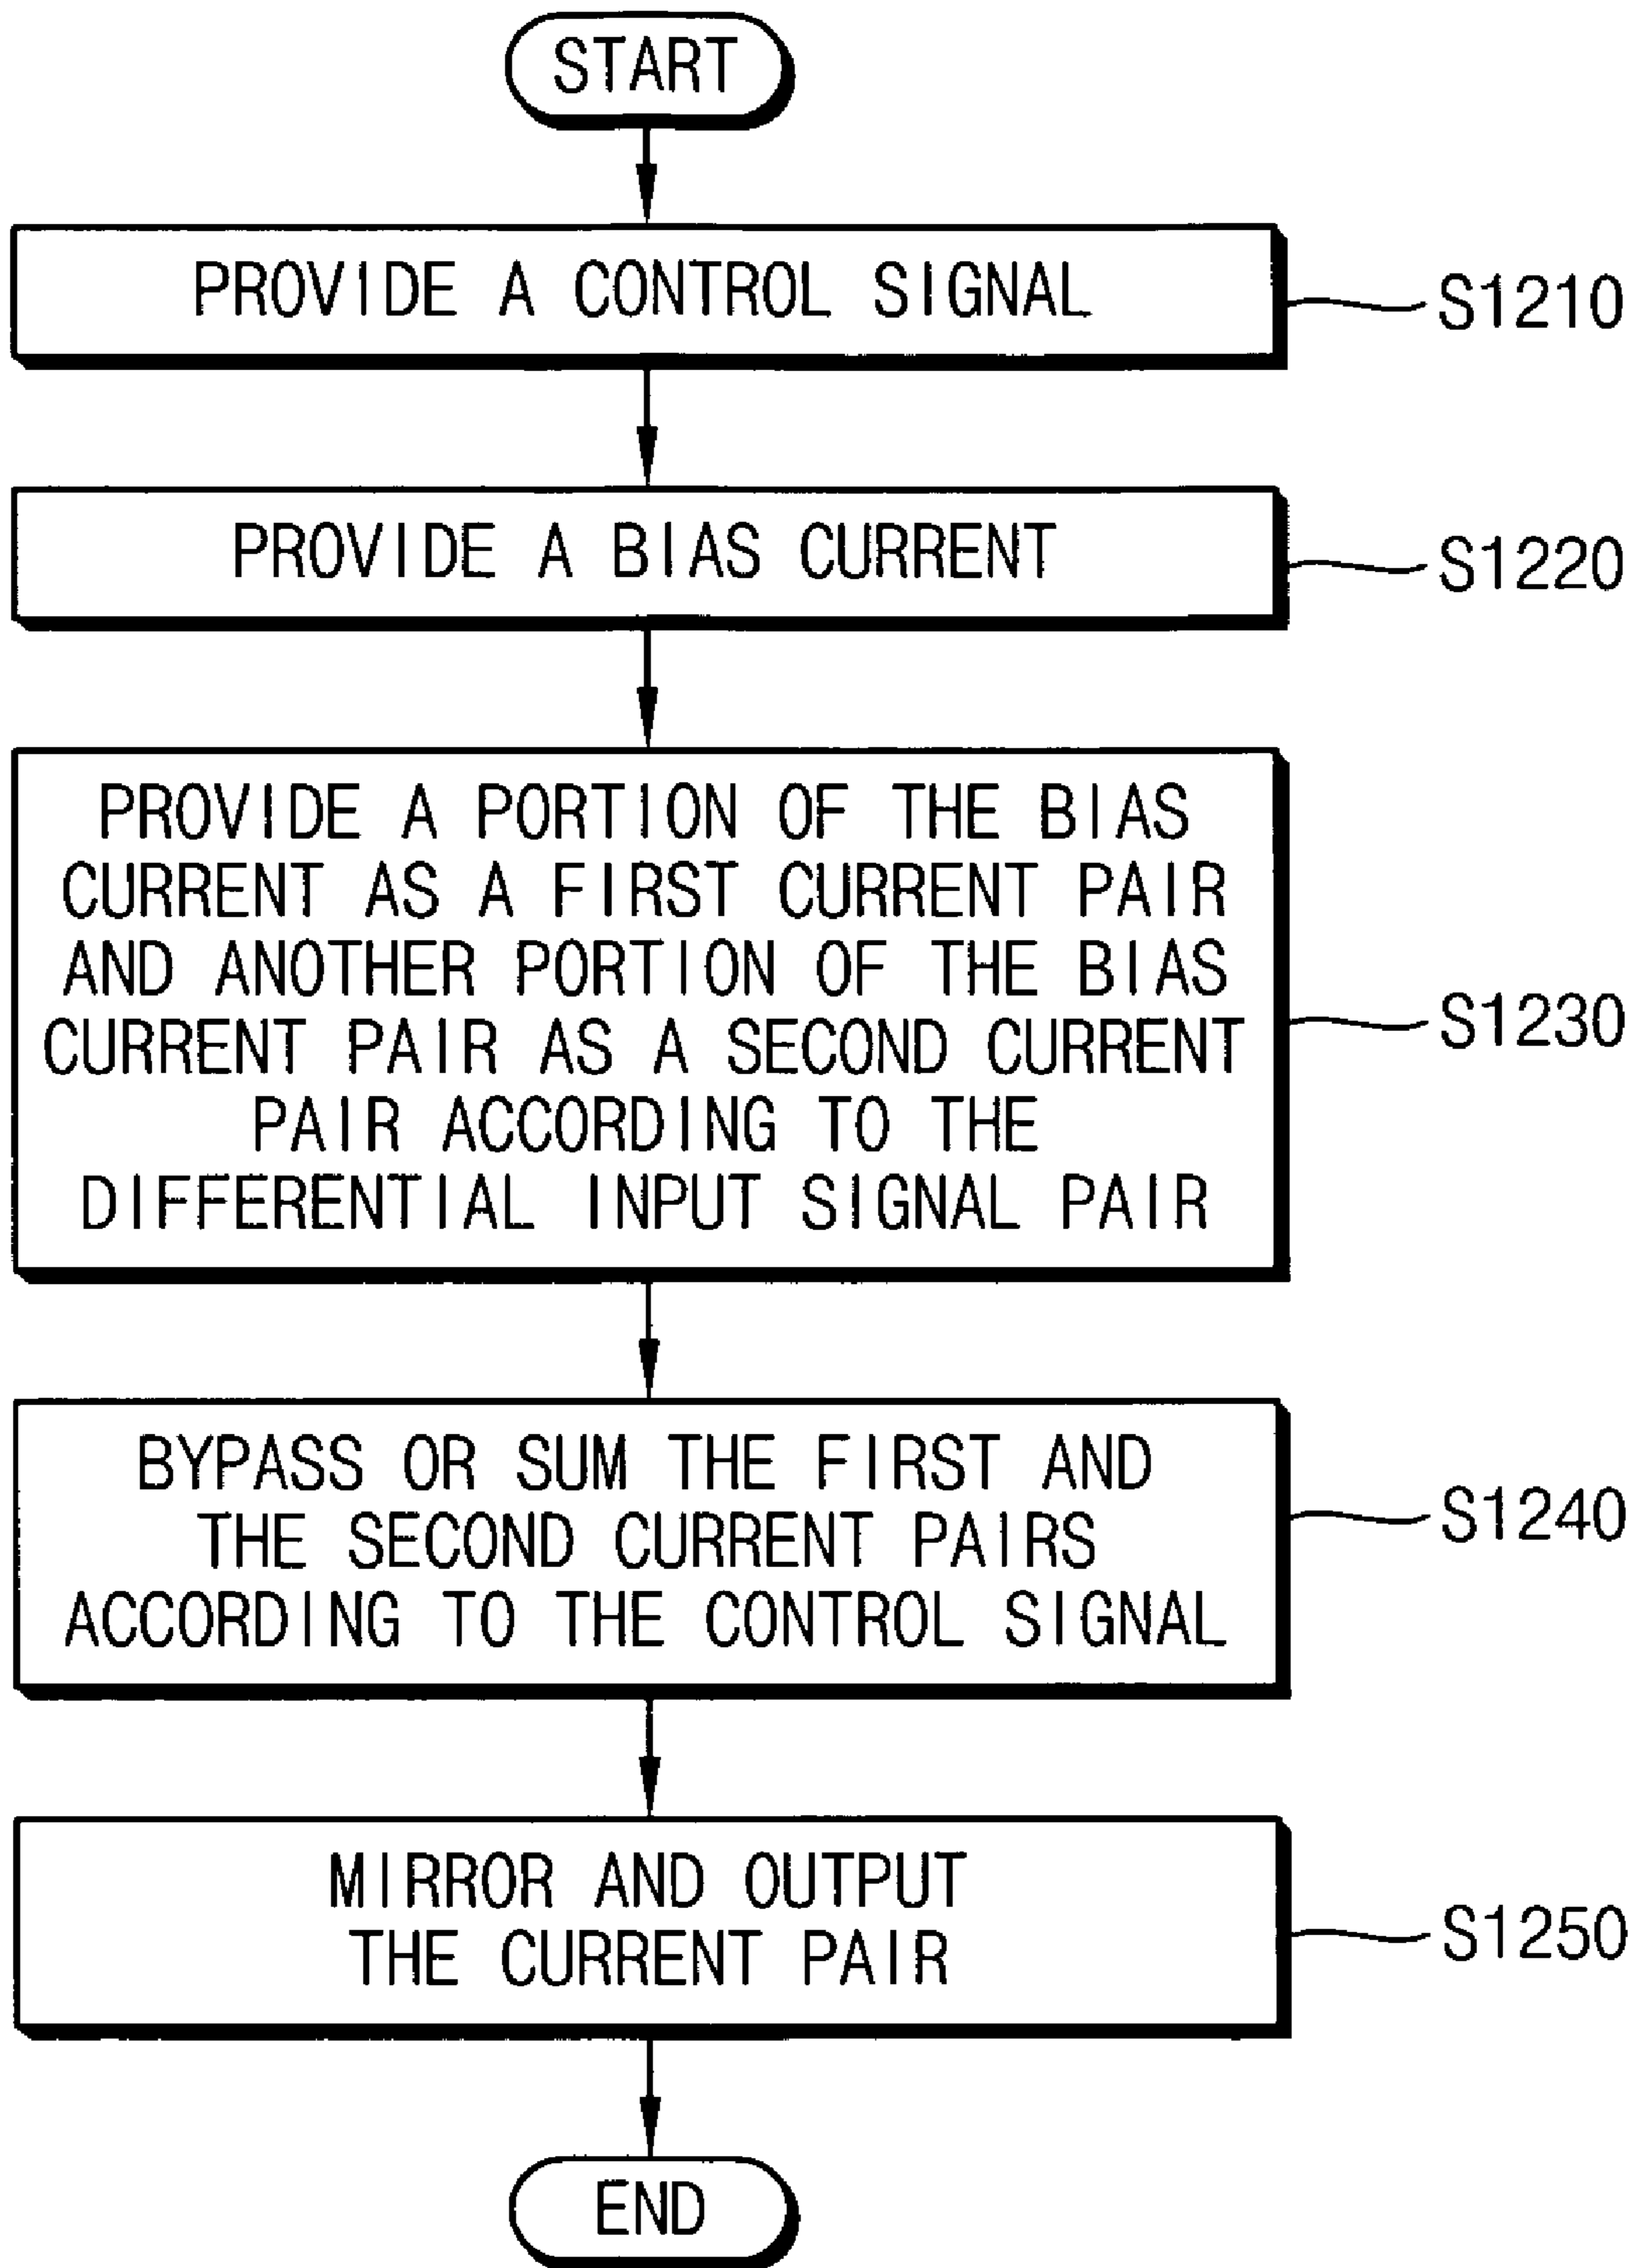 START
PROVIDE A CONTROL SIGNAL
S1210
PROVIDE A BIAS CURRENT
S1220
PROVIDE A PORTION OF THE BIAS
CURRENT AS A FIRST CURRENT PAIR
AND ANOTHER PORTION OF THE BIAS
CURRENT PAIR AS A SECOND CURRENT
PAIR ACCORDING TO THE
DIFFERENTIAL INPUT SIGNAL PAIR
S1230
BYPASS OR SUM THE FIRST AND
THE SECOND CURRENT PAIRS
ACCORDING TO THE CONTROL SIGNAL
S1240
MIRROR AND OUTPUT
THE CURRENT PAIR
S1250
END